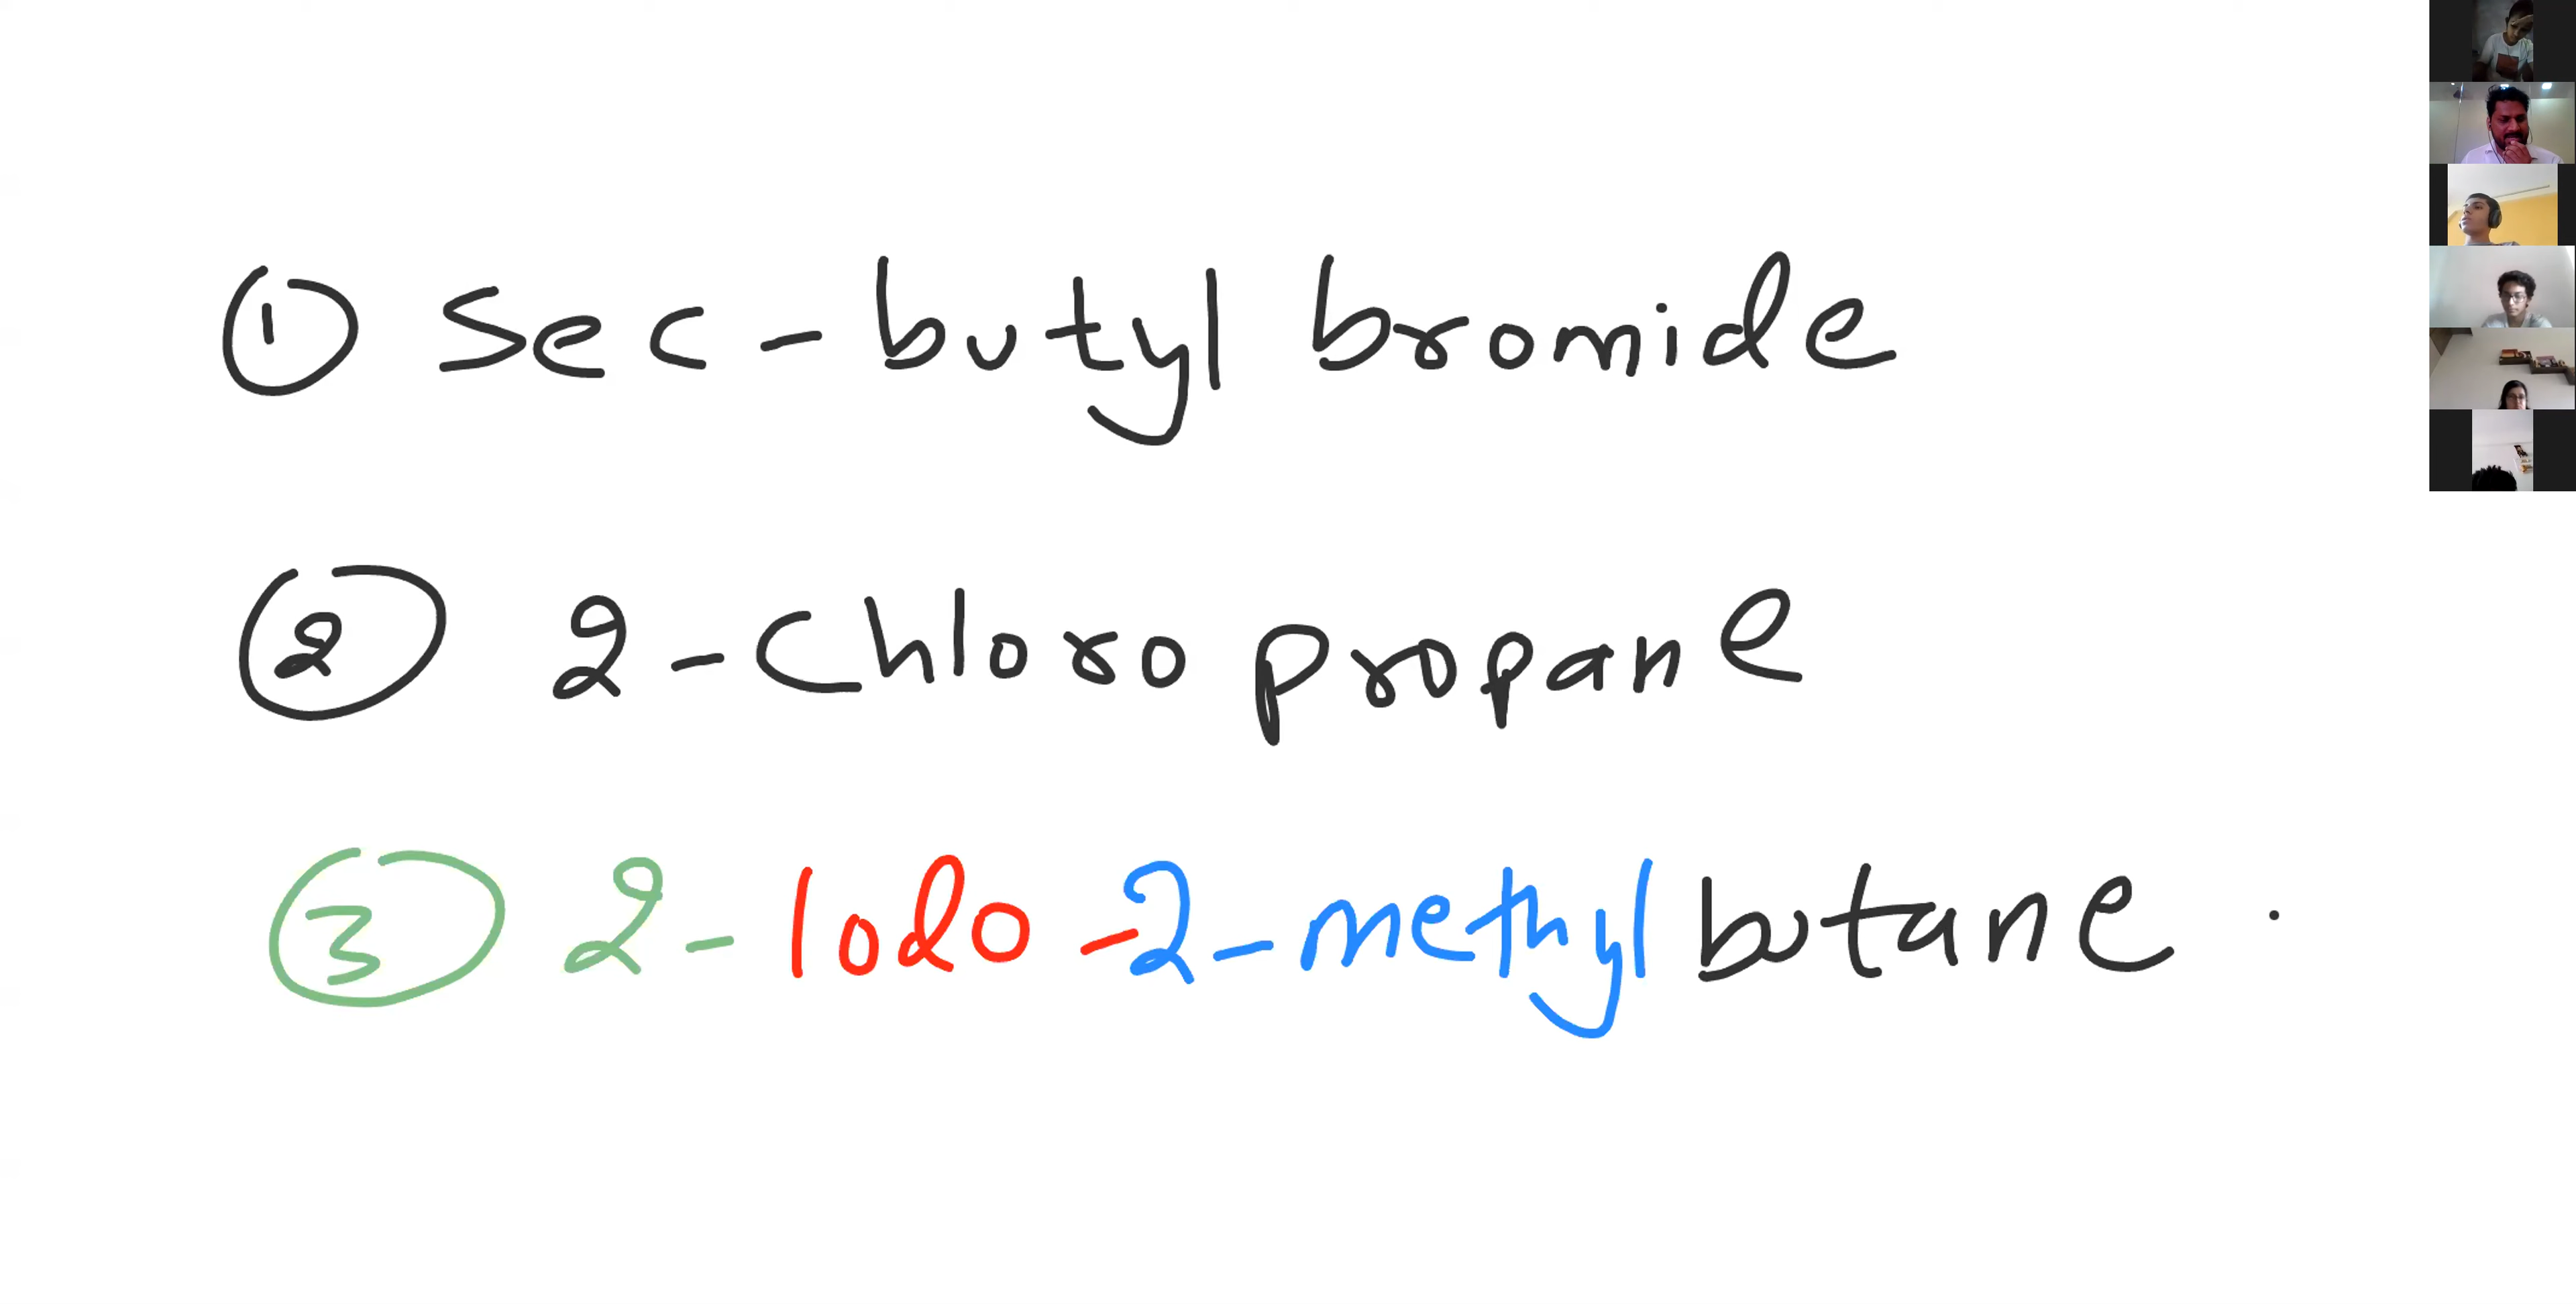 ① sec-butyl bromide
② 2-Chloro propane
③ 2-Iodo-2-methyl butane